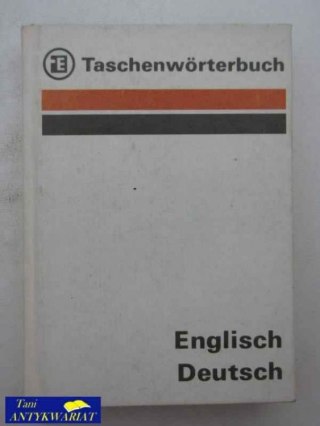 Taschenwörterbuch
Englisch
Deutsch
Tani
ANTYKWARIAT